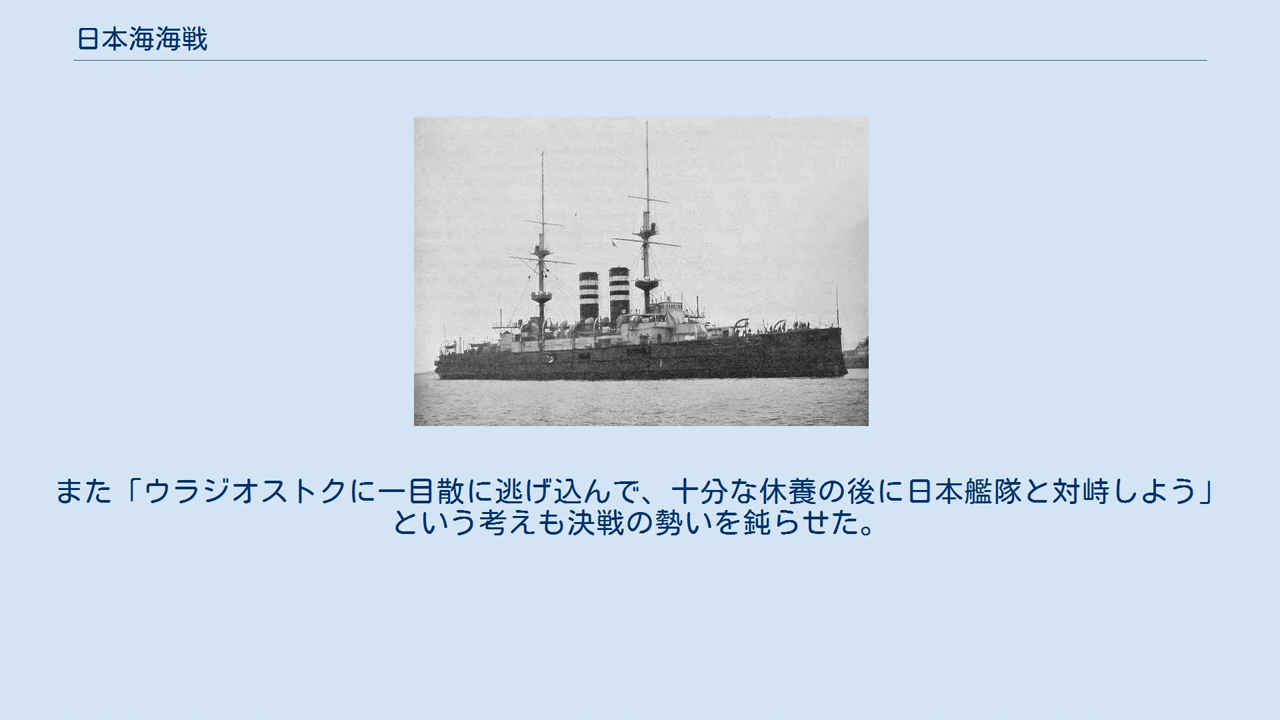 日本海海戦
また「ウラジオストクに一目散に逃げ込んで、十分な休養の後に日本艦隊と対峙しよう」
という考えも決戦の勢いを鈍らせた。